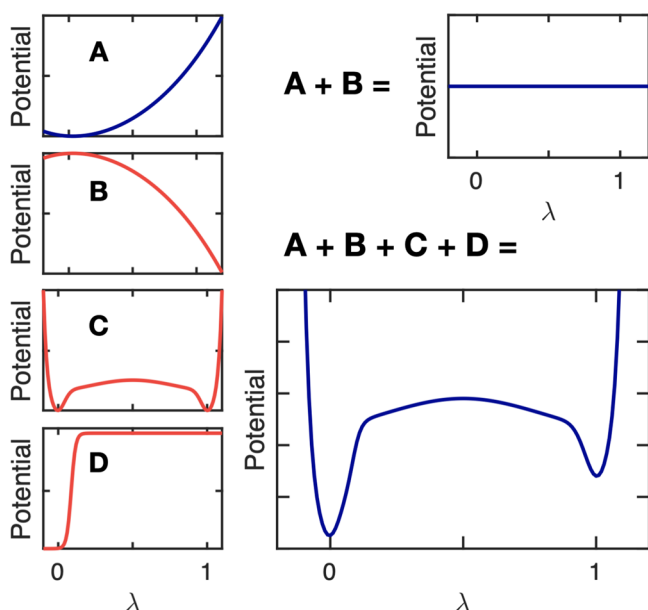 Potential
A
Potential
B
Potential
C
Potential
D
0
1
λ
A + B =
Potential
0
1
λ
A + B + C + D =
Potential
0
1
λ